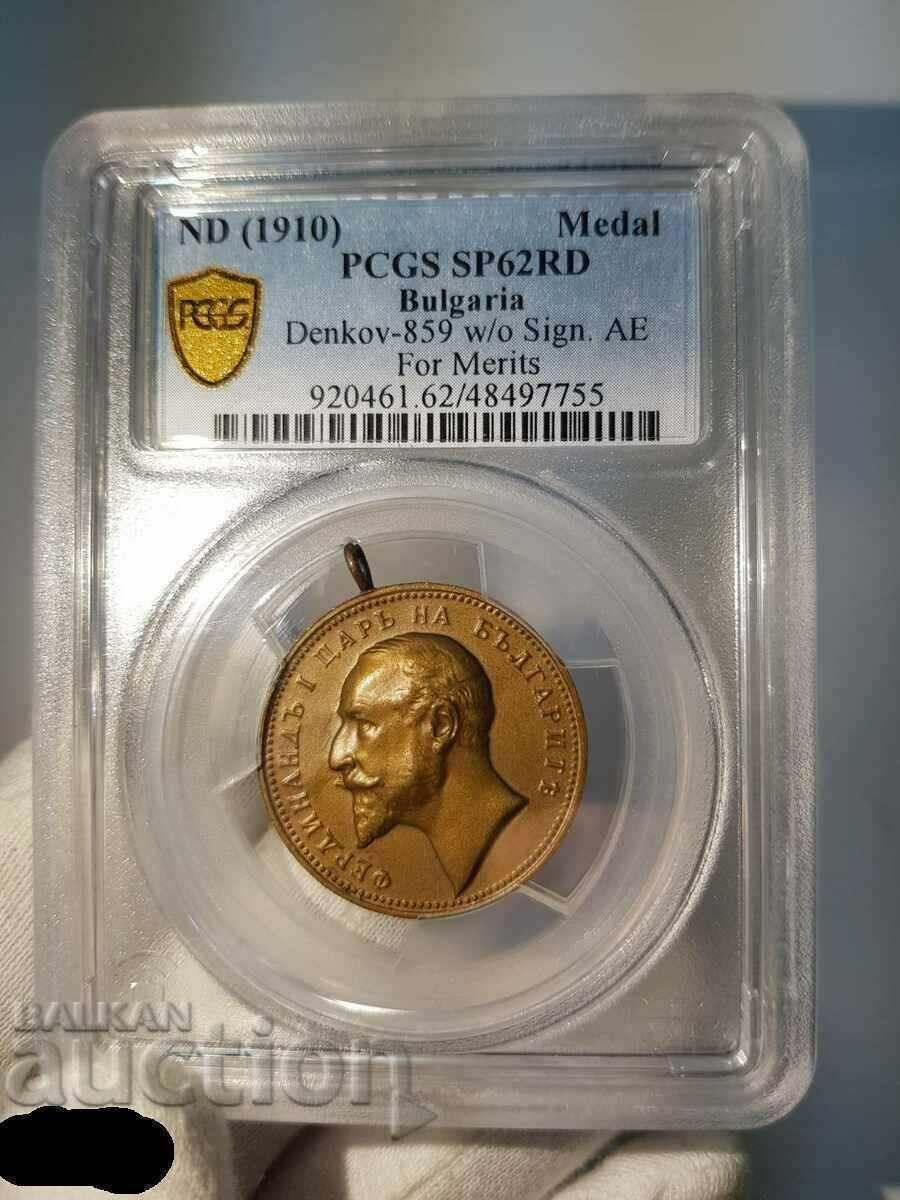 ND (1910) Medal
PCGS SP62RD
PCGS Bulgaria
Denkov-859 w/o Sign. AE
For Merits
920461.62/48497755
ФЕРДИНАНДЪ I ЦАРЬ НА БЪЛГАРИТѢ
BALKAN
auction